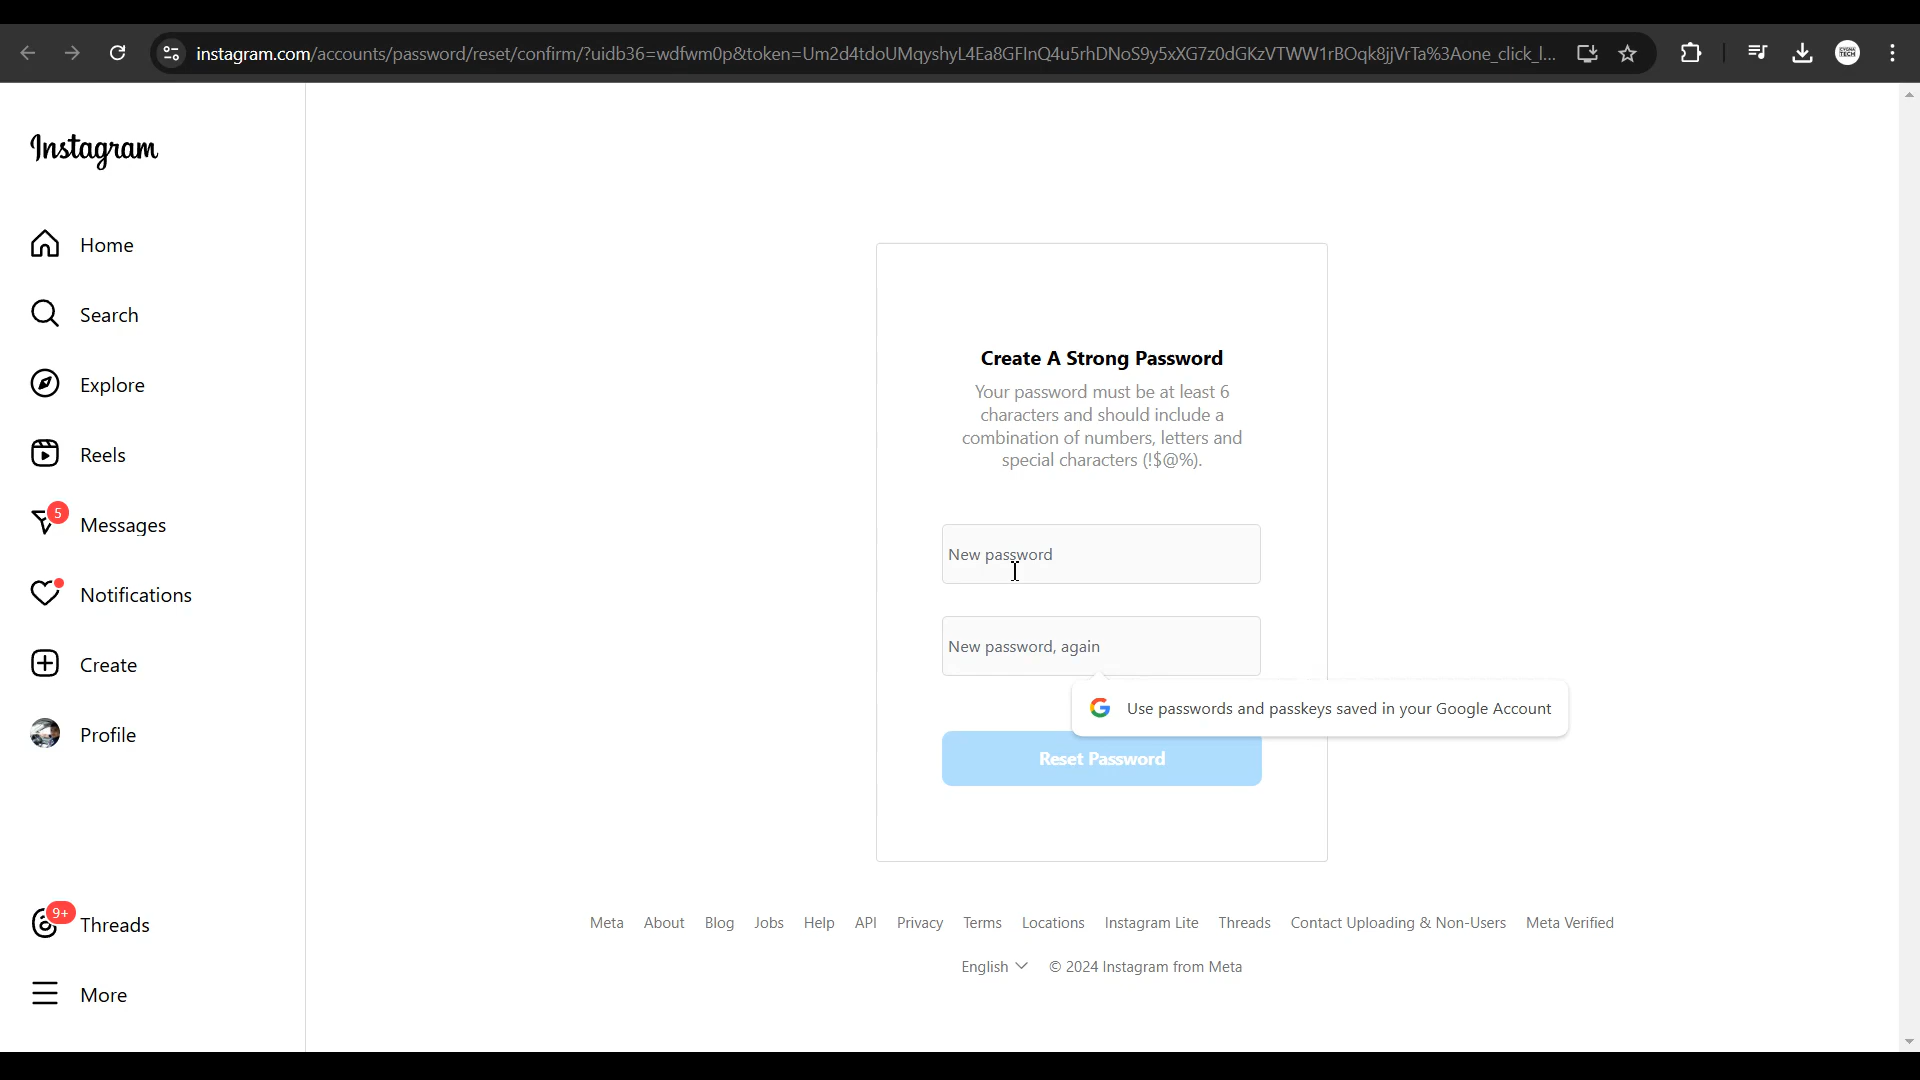 instagram.com/accounts/password/reset/confirm/?uidb36=wdfwm0p&token=Um2d4tdoUMqyshyL4Ea8GFInQ4u5rhDNoS9y5xXG7z0dGKzVTWW1rBOqk8jjVrTa%3Aone_click_l...
Instagram
Home
Search
Explore
Reels
5
Messages
Notifications
Create
Profile
9+
Threads
More
Create A Strong Password
Your password must be at least 6
characters and should include a
combination of numbers, letters and
special characters (!$@%).
New password
New password, again
Use passwords and passkeys saved in your Google Account
Reset Password
Meta About Blog Jobs Help API Privacy Terms Locations Instagram Lite Threads Contact Uploading & Non-Users Meta Verified
English © 2024 Instagram from Meta